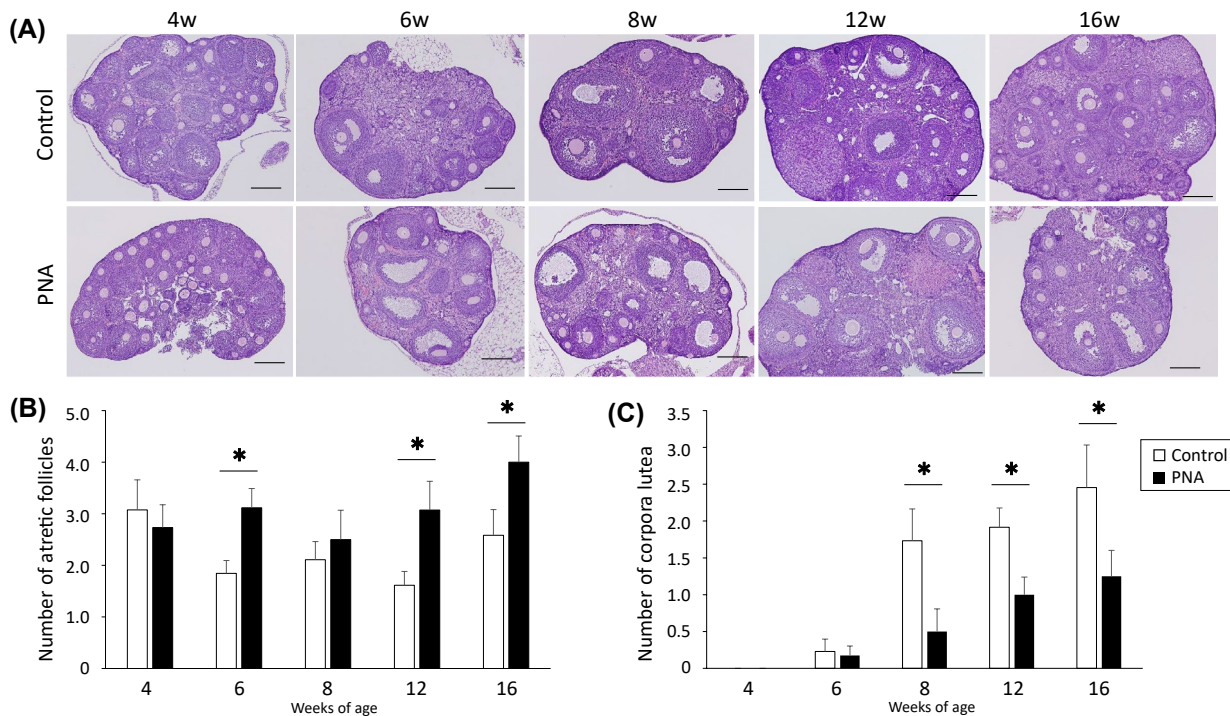 (A)
4w 6w 8w 12w 16w
Control
PNA
(B)
Number of atretic follicles
5.0
4.0
3.0
2.0
1.0
0
* * *
4 6 8 12 16
Weeks of age
(C)
Number of corpora lutea
3.5
3.0
2.5
2.0
1.5
1.0
0.5
0
* * *
4 6 8 12 16
Weeks of age
Control
PNA